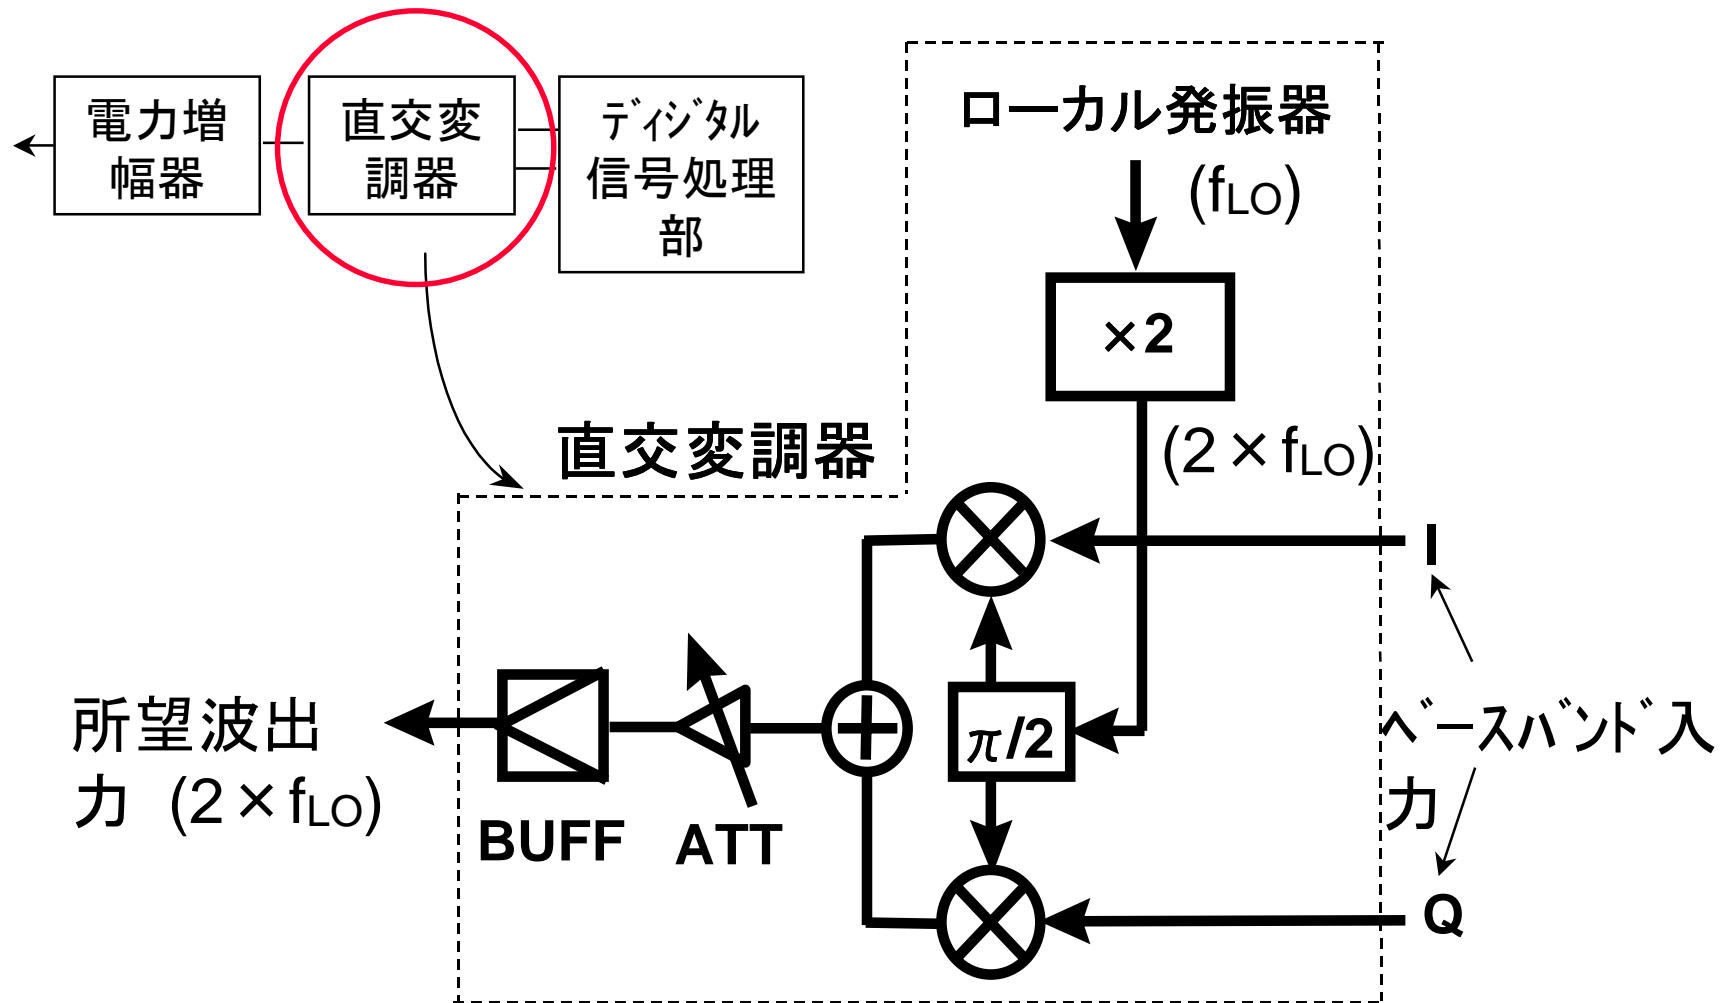 電力増
幅器
直交変
調器
ﾃﾞｨｼﾞﾀﾙ
信号処理
部
ローカル発振器
(fLO)
×2
(2×fLO)
直交変調器
I
π/2
所望波出
力 (2×fLO)
BUFF
ATT
ﾍﾞｰｽﾊﾞﾝﾄﾞ入
力
Q